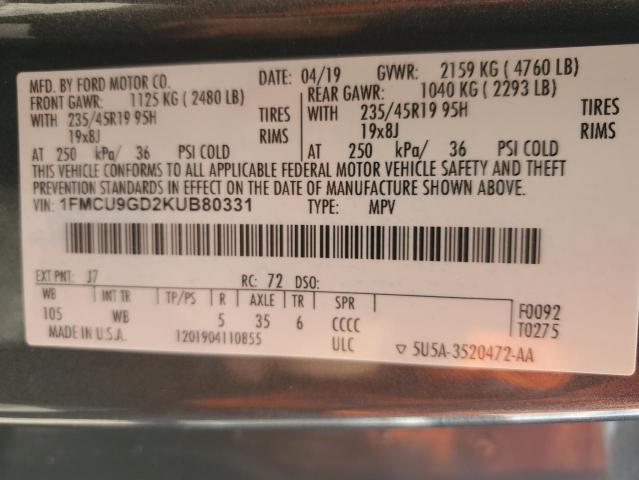 MFD. BY FORD MOTOR CO. DATE: 04/19 GVWR: 2159 KG ( 4760 LB)
FRONT GAWR: 1125 KG ( 2480 LB) REAR GAWR: 1040 KG ( 2293 LB)
WITH 235/45R19 95H TIRES WITH 235/45R19 95H TIRES
19x8J RIMS 19x8J RIMS
AT 250 kPa/ 36 PSI COLD AT 250 kPa/ 36 PSI COLD
THIS VEHICLE CONFORMS TO ALL APPLICABLE FEDERAL MOTOR VEHICLE SAFETY AND THEFT
PREVENTION STANDARDS IN EFFECT ON THE DATE OF MANUFACTURE SHOWN ABOVE.
VIN: 1FMCU9GD2KUB80331 TYPE: MPV
EXT PNT: J7 RC: 72 DSO:
WB INT TR TP/PS R AXLE TR SPR F0092
105 WB 5 35 6 CCCC T0275
MADE IN U.S.A. 1201904110855 ULC ▽ 5U5A-3520472-AA